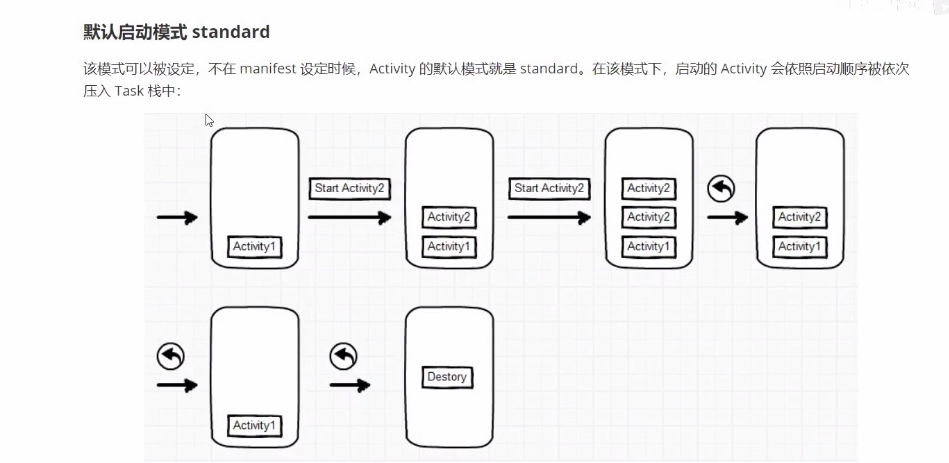 默认启动模式 standard
该模式可以被设定，不在 manifest 设定时候，Activity 的默认模式就是 standard。在该模式下，启动的 Activity 会依照启动顺序被依次
压入 Task 栈中：
Start Activity2
Start Activity2
Activity2
Activity2
Activity2
Activity2
Activity1
Activity1
Activity1
Activity1
Destory
Activity1